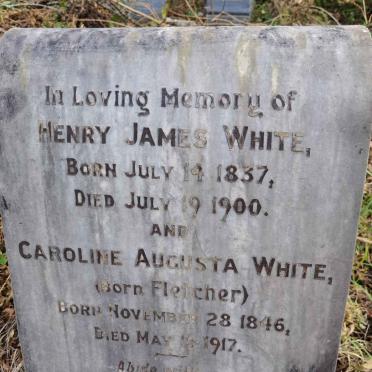 In Loving Memory of
HENRY JAMES WHITE,
BORN JULY 14 1837,
DIED JULY 19 1900.
AND
CAROLINE AUGUSTA WHITE,
(Born Fletcher)
BORN NOVEMBER 28 1846,
DIED MAY 1917.